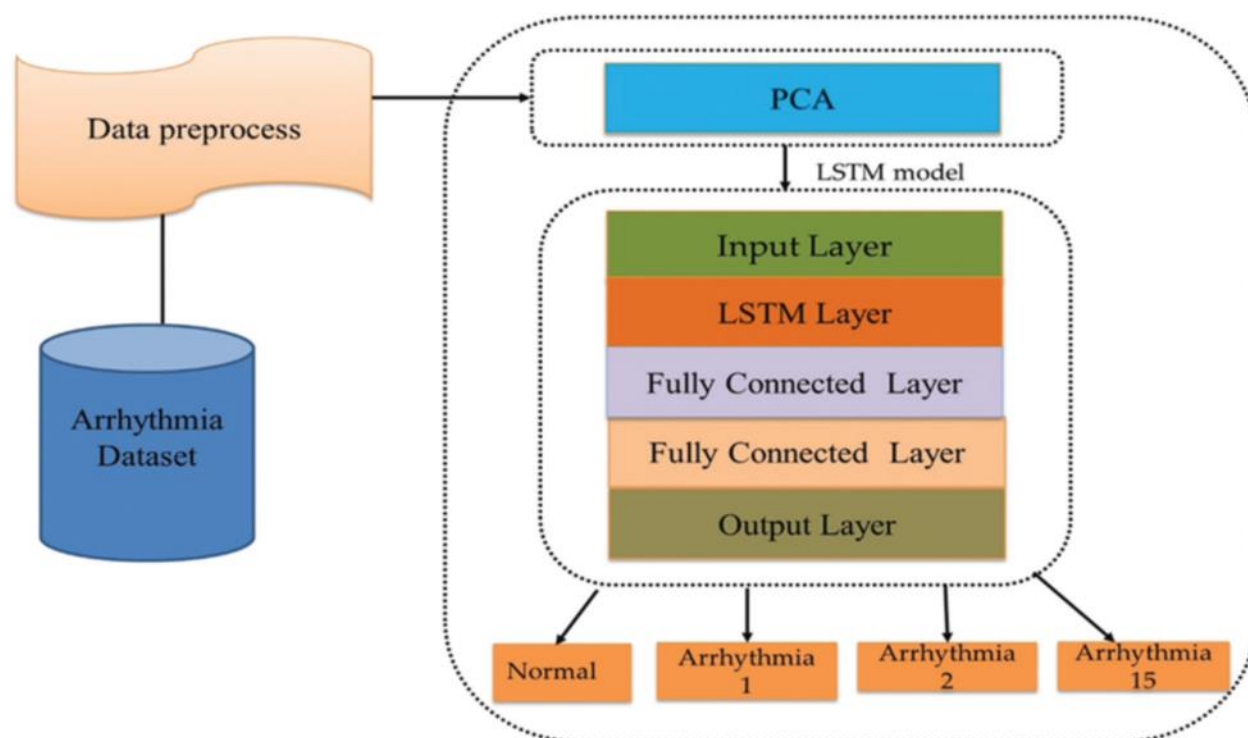 Data preprocess
Arrhythmia
Dataset
PCA
LSTM model
Input Layer
LSTM Layer
Fully Connected Layer
Fully Connected Layer
Output Layer
Normal
Arrhythmia
1
Arrhythmia
2
Arrhythmia
15